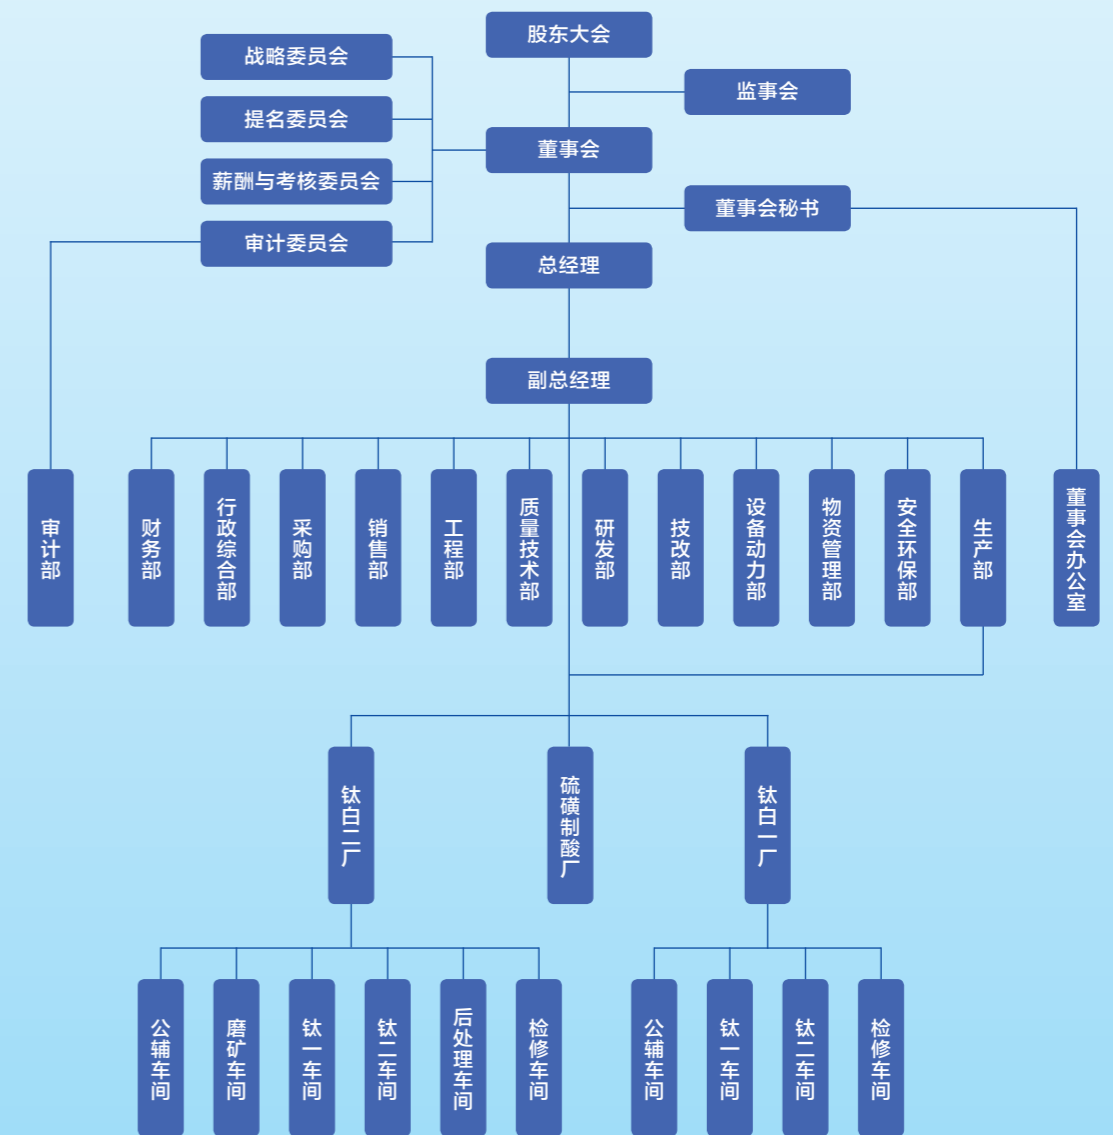 股东大会
战略委员会
监事会
提名委员会
董事会
薪酬与考核委员会
董事会秘书
审计委员会
总经理
副总经理
审计部
财务部
行政综合部
采购部
销售部
工程部
质量技术部
研发部
技改部
设备动力部
物资管理部
安全环保部
生产部
董事会办公室
钛白二厂
硫磺制酸厂
钛白一厂
公辅车间
磨矿车间
钛一车间
钛二车间
后处理车间
检修车间
公辅车间
钛一车间
钛二车间
检修车间